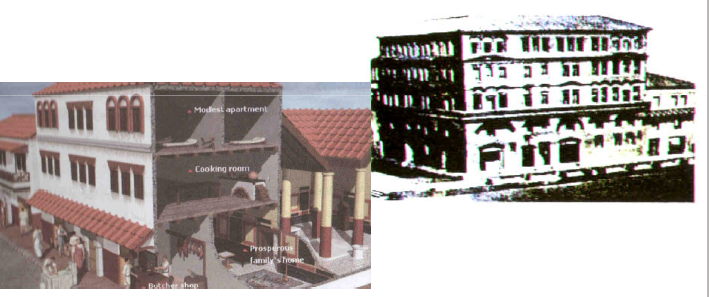 Modest apartment
Cooking room
Prosperous
family's home
Butcher shop